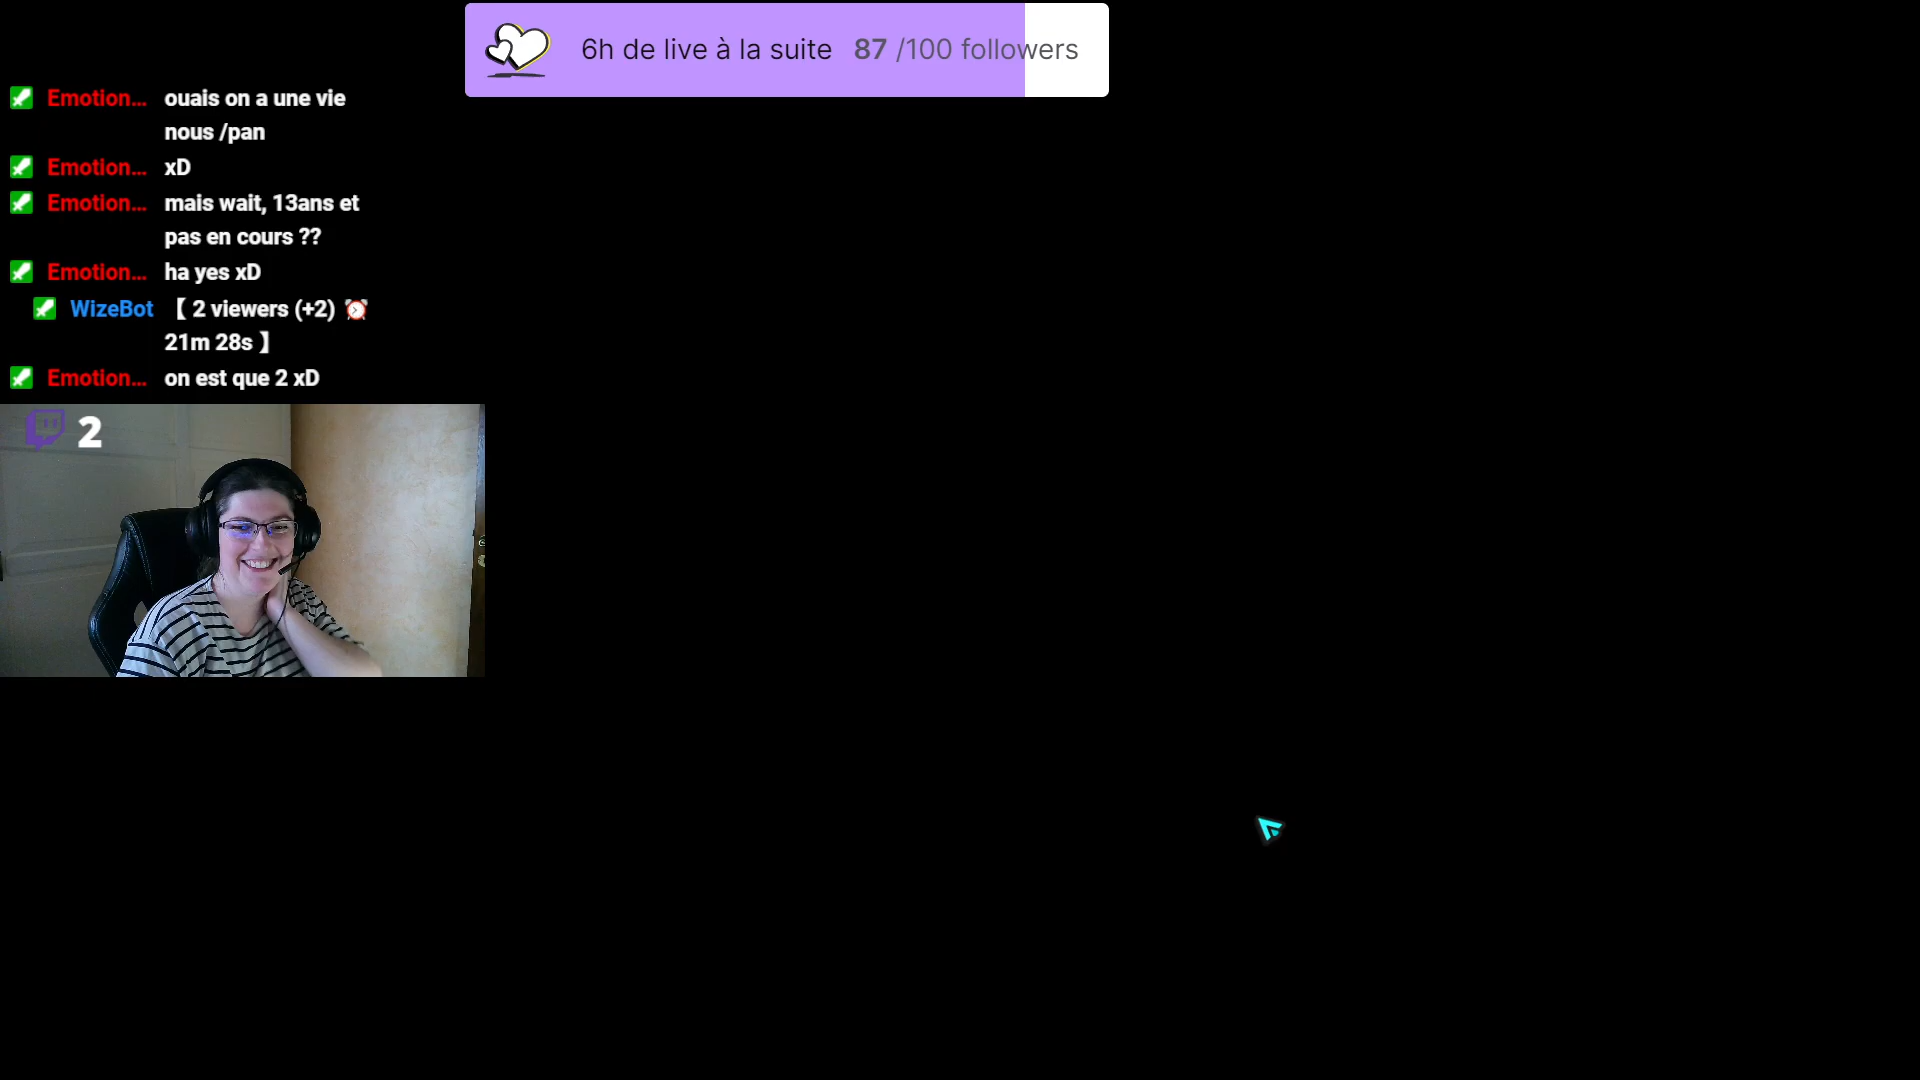 6h de live à la suite 87 /100 followers
Emotion... ouais on a une vie
nous /pan
Emotion... xD
Emotion... mais wait, 13ans et
pas en cours ??
Emotion... ha yes xD
WizeBot 【 2 viewers (+2) ⏰
21m 28s 】
Emotion... on est que 2 xD
2